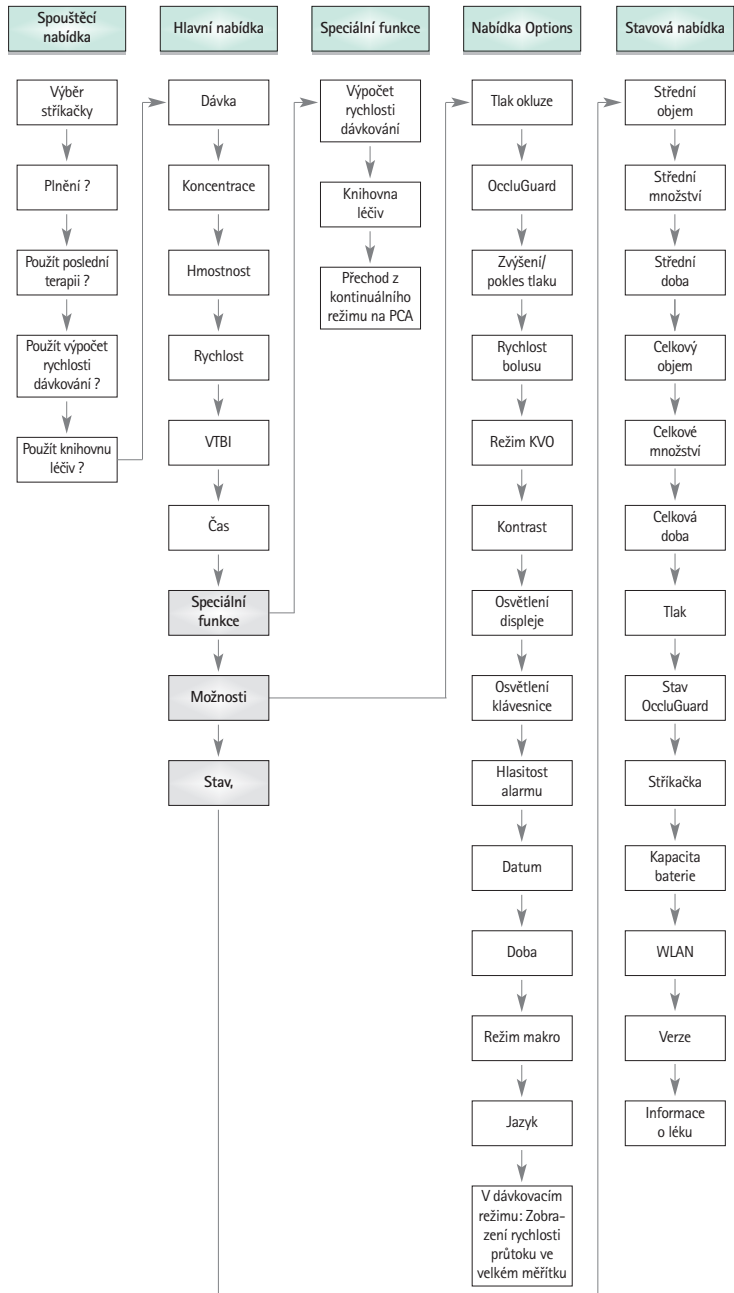 Spouštěcí
nabídka
Výběr
stříkačky
Plnění ?
Použít poslední
terapii ?
Použít výpočet
rychlosti
dávkování ?
Použít knihovnu
léčiv ?
Hlavní nabídka
Dávka
Koncentrace
Hmostnost
Rychlost
VTBI
Čas
Speciální
funkce
Možnosti
Stav,
Speciální funkce
Výpočet
rychlosti
dávkování
Knihovna
léčiv
Přechod z
kontinuálního
režimu na PCA
Nabídka Options
Tlak okluze
OccluGuard
Zvýšení/
pokles tlaku
Rychlost
bolusu
Režim KVO
Kontrast
Osvětlení
displeje
Osvětlení
klávesnice
Hlasitost
alarmu
Datum
Doba
Režim makro
Jazyk
V dávkovacím
režimu: Zobra-
zení rychlosti
průtoku ve
velkém měřítku
Stavová nabídka
Střední
objem
Střední
množství
Střední
doba
Celkový
objem
Celkové
množství
Celková
doba
Tlak
Stav
OccluGuard
Stříkačka
Kapacita
baterie
WLAN
Verze
Informace
o léku